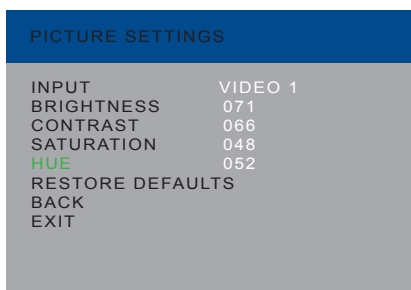 PICTURE SETTINGS
INPUT VIDEO 1
BRIGHTNESS 071
CONTRAST 066
SATURATION 048
HUE 052
RESTORE DEFAULTS
BACK
EXIT